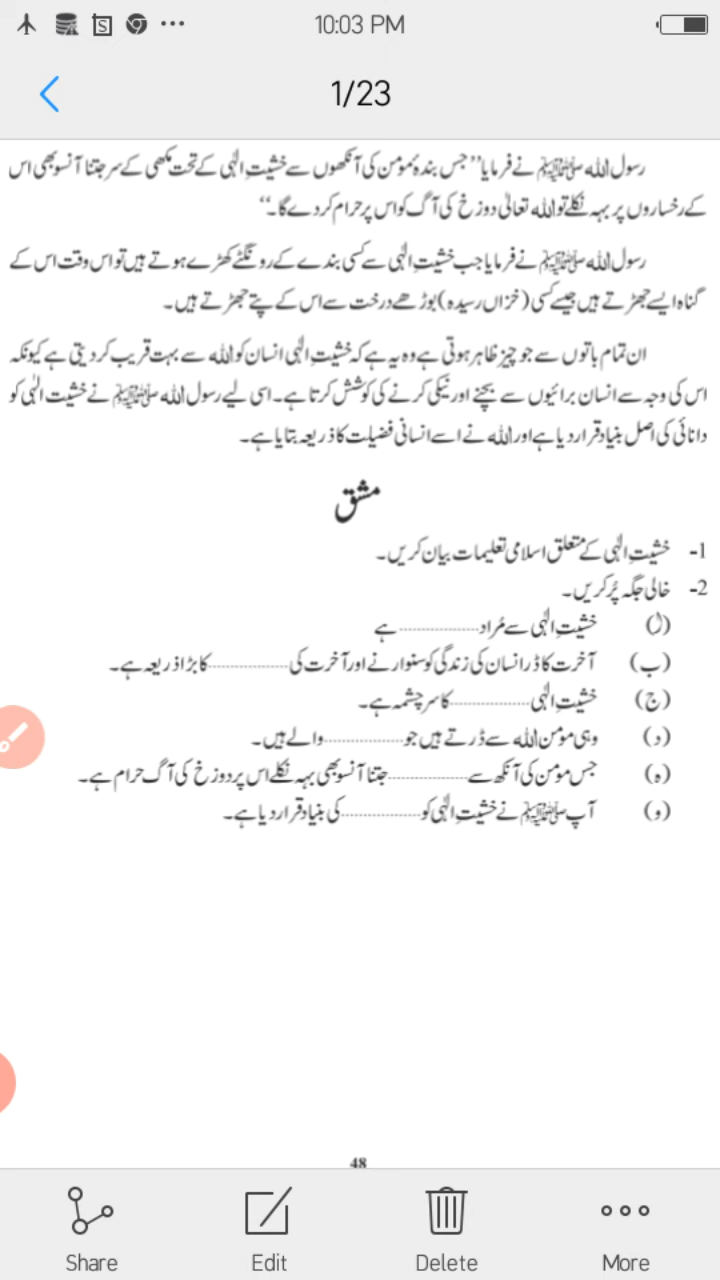 10:03 PM
1/23
رسول اللہ ﷺ نے فرمایا ”جس بندۂ مومن کی آنکھوں سے خشیتِ الٰہی کے تحت مکھی کے سر جتنا آنسو بھی اس
کے رخساروں پر بہہ نکلے تو اللہ تعالیٰ دوزخ کی آگ کو اس پر حرام کر دے گا۔“
رسول اللہ ﷺ نے فرمایا جب خشیتِ الٰہی سے کسی بندے کے رونگٹے کھڑے ہوتے ہیں تو اس وقت اس کے
گناہ ایسے جھڑتے ہیں جیسے کسی (خزاں رسیدہ) بوڑھے درخت سے اس کے پتے جھڑتے ہیں۔
ان تمام باتوں سے جو چیز ظاہر ہوتی ہے وہ یہ ہے کہ خشیتِ الٰہی انسان کو اللہ سے بہت قریب کر دیتی ہے کیونکہ
اس کی وجہ سے انسان برائیوں سے بچنے اور نیکی کرنے کی کوشش کرتا ہے۔ اسی لیے رسول اللہ ﷺ نے خشیت الٰہی کو
دانائی کی اصل بنیاد قرار دیا ہے اور اللہ نے اسے انسانی فضیلت کا ذریعہ بتایا ہے۔
مشق
1- خشیتِ الٰہی کے متعلق اسلامی تعلیمات بیان کریں۔
2- خالی جگہ پُر کریں۔
(ا) خشیتِ الٰہی سے مُراد .................. ہے
(ب) آخرت کا ڈر انسان کی زندگی کو سنوارنے اور آخرت کی .................. کا بڑا ذریعہ ہے۔
(ج) خشیتِ الٰہی .................. کا سرچشمہ ہے۔
(د) وہی مومن اللہ سے ڈرتے ہیں جو .................. والے ہیں۔
(ہ) جس مومن کی آنکھ سے .................. جتنا آنسو بھی بہہ نکلے اس پر دوزخ کی آگ حرام ہے۔
(و) آپ ﷺ نے خشیتِ الٰہی کو .................. کی بنیاد قرار دیا ہے۔
48
Share Edit Delete More